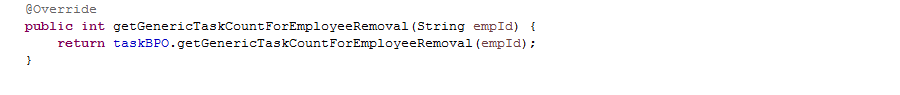 @Override
public int getGenericTaskCountForEmployeeRemoval(String empId) {
return taskBPO.getGenericTaskCountForEmployeeRemoval(empId);
}